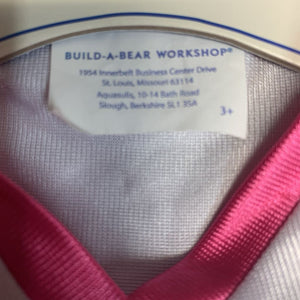 BUILD-A-BEAR WORKSHOP®
1954 Innerbelt Business Center Drive
St. Louis, Missouri 63114
Aquasulis, 10-14 Bath Road
Slough, Berkshire SL1 3SA
3+